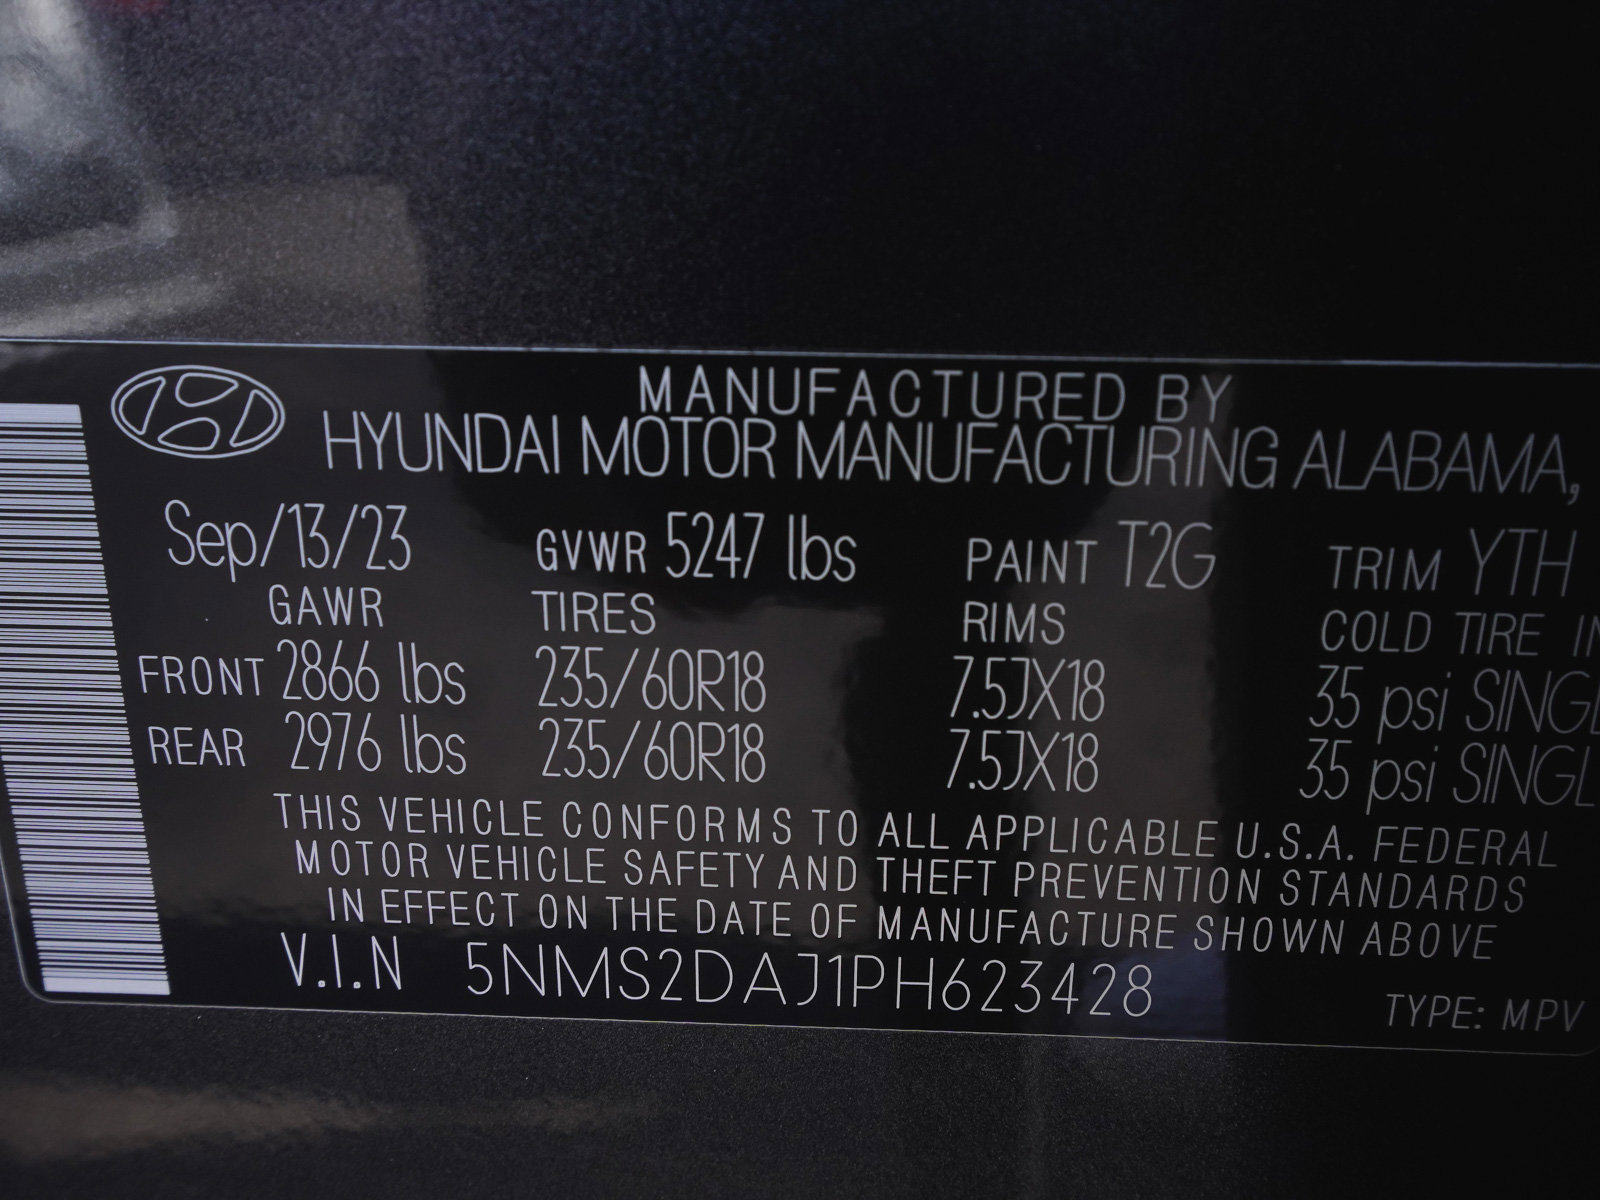 MANUFACTURED BY
HYUNDAI MOTOR MANUFACTURING ALABAMA,
Sep/13/23 GVWR 5247 lbs PAINT T2G TRIM YTH
GAWR TIRES RIMS COLD TIRE
FRONT 2866 lbs 235/60R18 7.5JX18 35 psi
REAR 2976 lbs 235/60R18 7.5JX18 35 psi
THIS VEHICLE CONFORMS TO ALL APPLICABLE U.S.A. FEDERAL
MOTOR VEHICLE SAFETY AND THEFT PREVENTION STANDARDS
IN EFFECT ON THE DATE OF MANUFACTURE SHOWN ABOVE
V.I.N 5NMS2DAJ1PH623428
TYPE: MPV